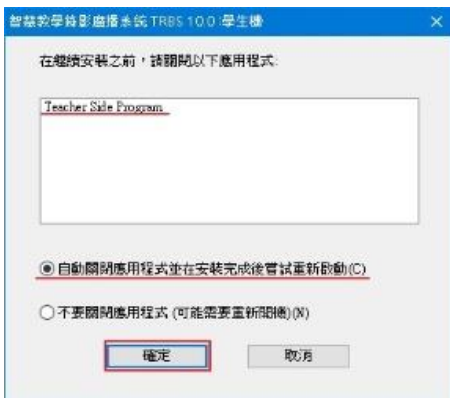 智慧教學錄影廣播系統 TRBS 10.0 :學生機
在繼續安裝之前，請關閉以下應用程式:
Teacher Side Program
自動關閉應用程式並在安裝完成後嘗試重新啟動(C)
不要關閉應用程式 (可能需要重新開機)(N)
確定
取消